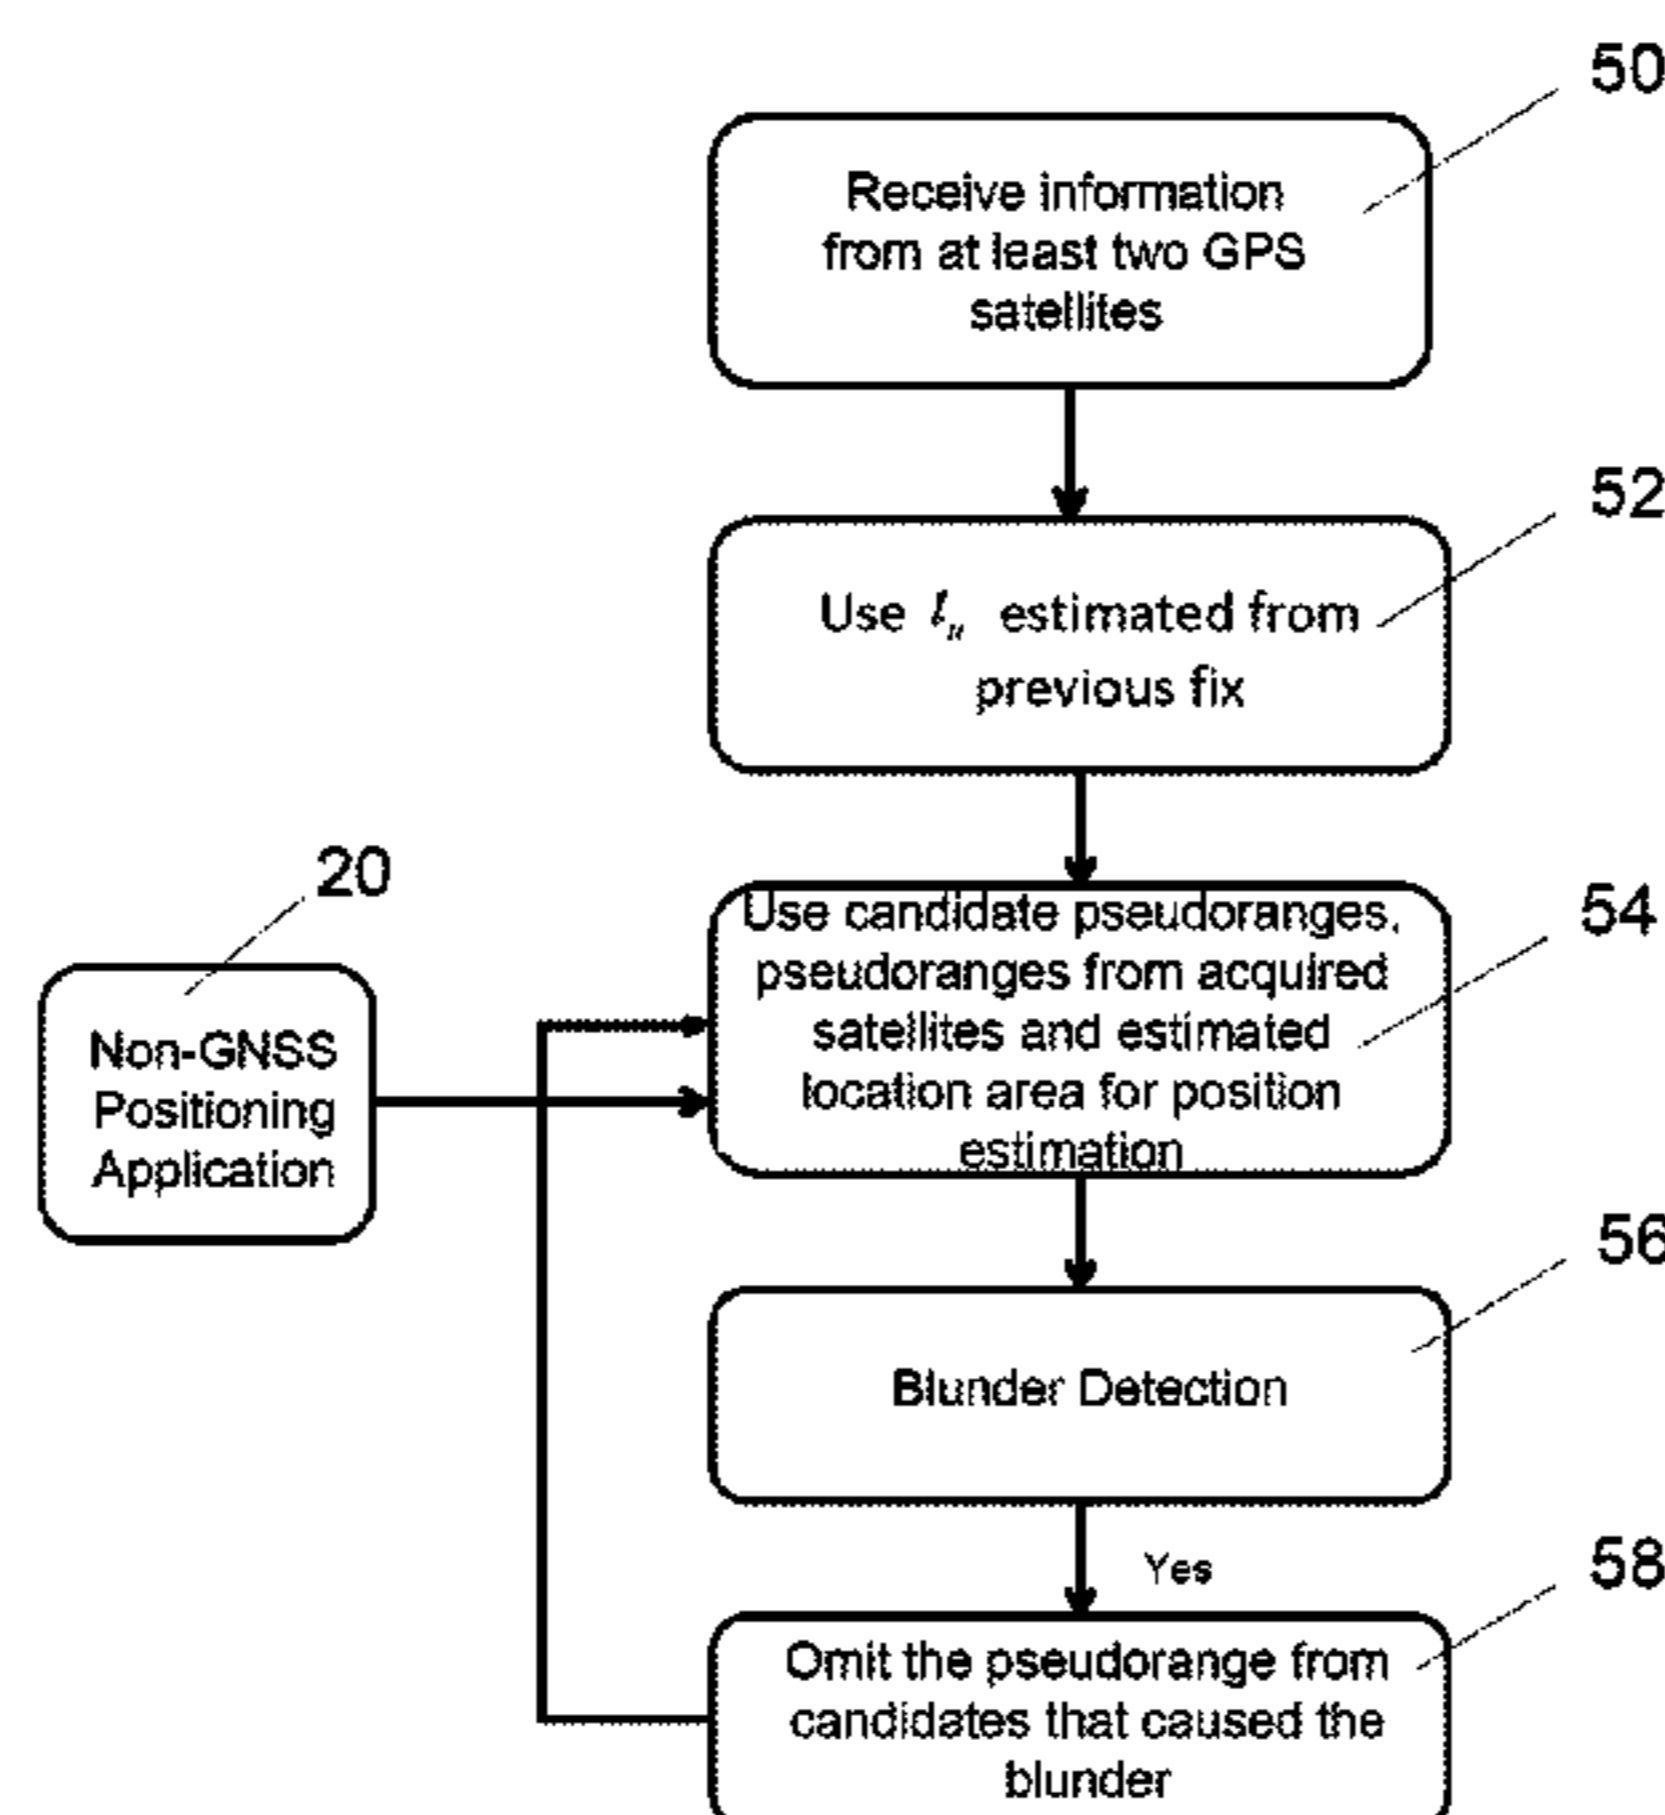 50
Receive information
from at least two GPS
satellites
52
Use tᵤ estimated from
previous fix
20
54
Use candidate pseudoranges,
pseudoranges from acquired
satellites and estimated
location area for position
estimation
Non-GNSS
Positioning
Application
56
Blunder Detection
Yes
58
Omit the pseudorange from
candidates that caused the
blunder